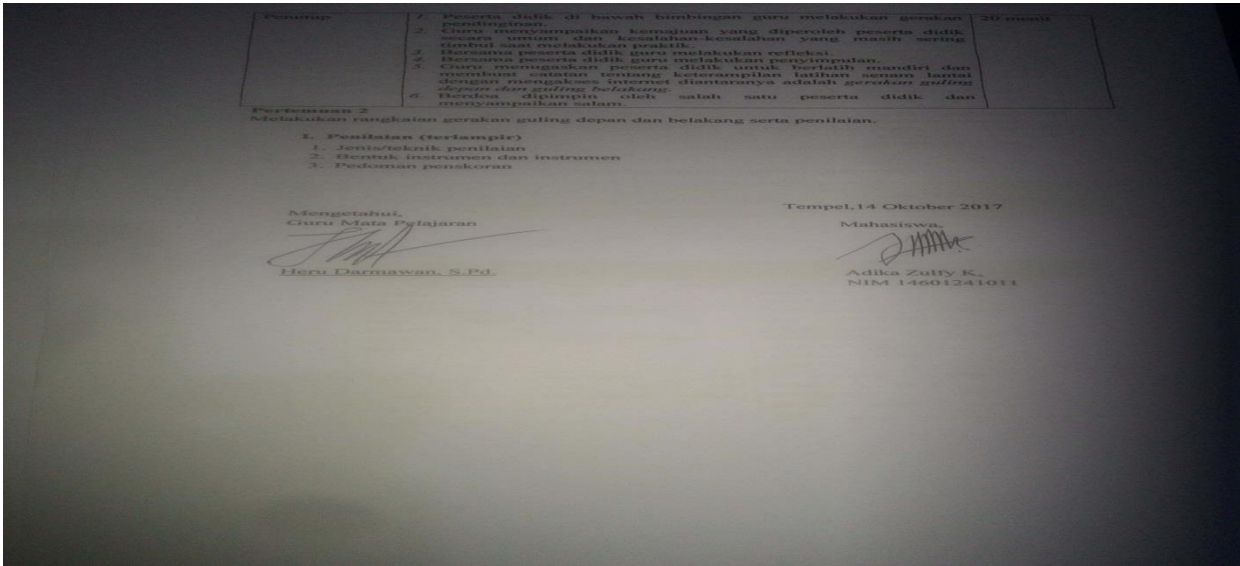 Penutup
1. Peserta didik di bawah bimbingan guru melakukan gerakan pendinginan.
20 menit
2. Guru menyampaikan kemajuan yang diperoleh peserta didik
secara umum dan kesalahan-kesalahan yang masih sering
timbul saat melakukan praktik.
3. Bersama peserta didik guru melakukan refleksi.
4. Bersama peserta didik guru melakukan penyimpulan.
5. Guru menugaskan peserta didik untuk berlatih mandiri dan
membuat catatan tentang keterampilan latihan senam lantai
dengan mengakses internet diantaranya adalah gerakan guling
depan dan guling belakang.
6. Berdoa dipimpin oleh salah satu peserta didik dan
menyampaikan salam.
Pertemuan 2
Melakukan rangkaian gerakan guling depan dan belakang serta penilaian.
I. Penilaian (terlampir)
1. Jenis/teknik penilaian
2. Bentuk instrumen dan instrumen
3. Pedoman penskoran
Tempel,14 Oktober 2017
Mengetahui,
Guru Mata Pelajaran
Mahasiswa,
Heru Darmawan, S.Pd.
Adika Zulfy K.
NIM 14601241011